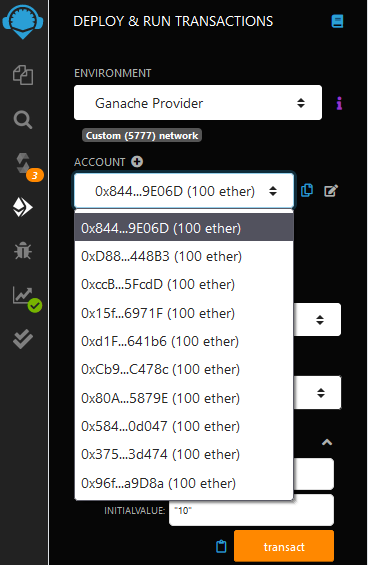 DEPLOY & RUN TRANSACTIONS
ENVIRONMENT
Ganache Provider
Custom (5777) network
ACCOUNT
0x844...9E06D (100 ether)
0x844...9E06D (100 ether)
0xD88...448B3 (100 ether)
0xccB...5FcdD (100 ether)
0x15f...6971F (100 ether)
0xd1F...641b6 (100 ether)
0xCb9...C478c (100 ether)
0x80A...5879E (100 ether)
0x584...0d047 (100 ether)
0x375...3d474 (100 ether)
0x96f...a9D8a (100 ether)
3
INITIALVALUE: "10"
transact